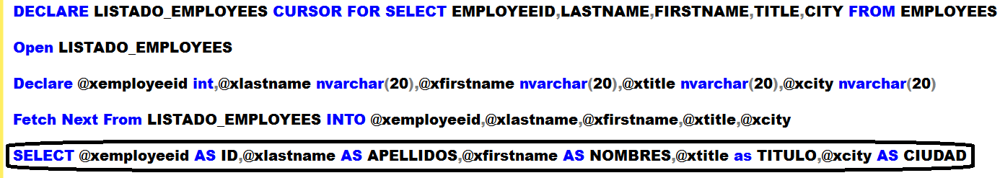 DECLARE LISTADO_EMPLOYEES CURSOR FOR SELECT EMPLOYEEID,LASTNAME,FIRSTNAME,TITLE,CITY FROM EMPLOYEES
Open LISTADO_EMPLOYEES
Declare @xemployeeid int,@xlastname nvarchar(20),@xfirstname nvarchar(20),@xtitle nvarchar(20),@xcity nvarchar(20)
Fetch Next From LISTADO_EMPLOYEES INTO @xemployeeid,@xlastname,@xfirstname,@xtitle,@xcity
SELECT @xemployeeid AS ID,@xlastname AS APELLIDOS,@xfirstname AS NOMBRES,@xtitle as TITULO,@xcity AS CIUDAD